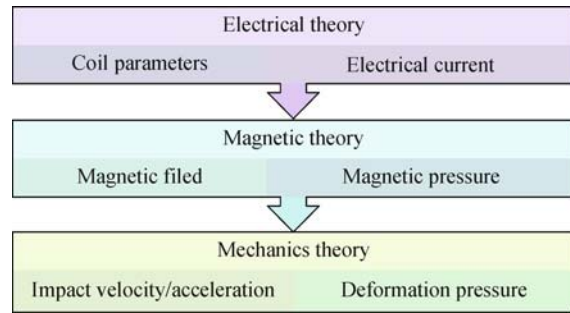 Electrical theory
Coil parameters Electrical current
Magnetic theory
Magnetic filed Magnetic pressure
Mechanics theory
Impact velocity/acceleration Deformation pressure